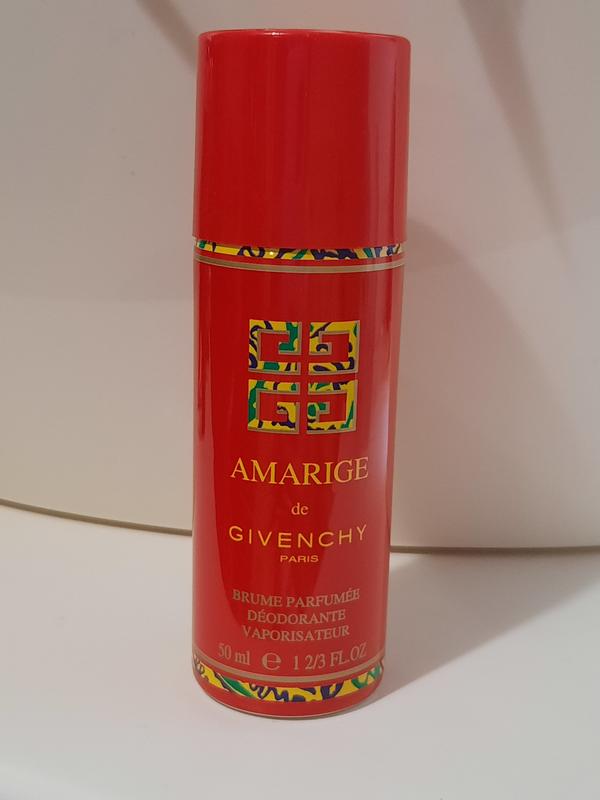 AMARIGE
de
GIVENCHY
PARIS
BRUME PARFUMÉE
DÉODORANTE
VAPORISATEUR
50 ml ℮ 1 2/3 FL.OZ